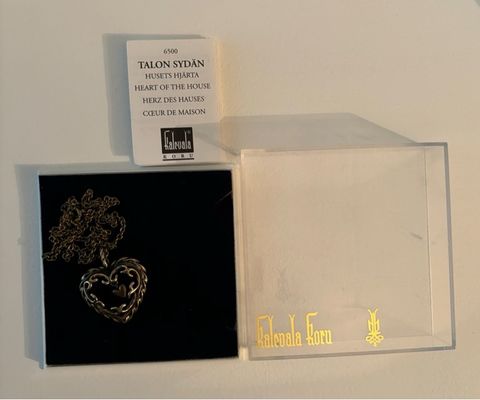 6500
TALON SYDÄN
HUSETS HJÄRTA
HEART OF THE HOUSE
HERZ DES HAUSES
CŒUR DE MAISON
Kalevala
KORU
Kalevala Koru